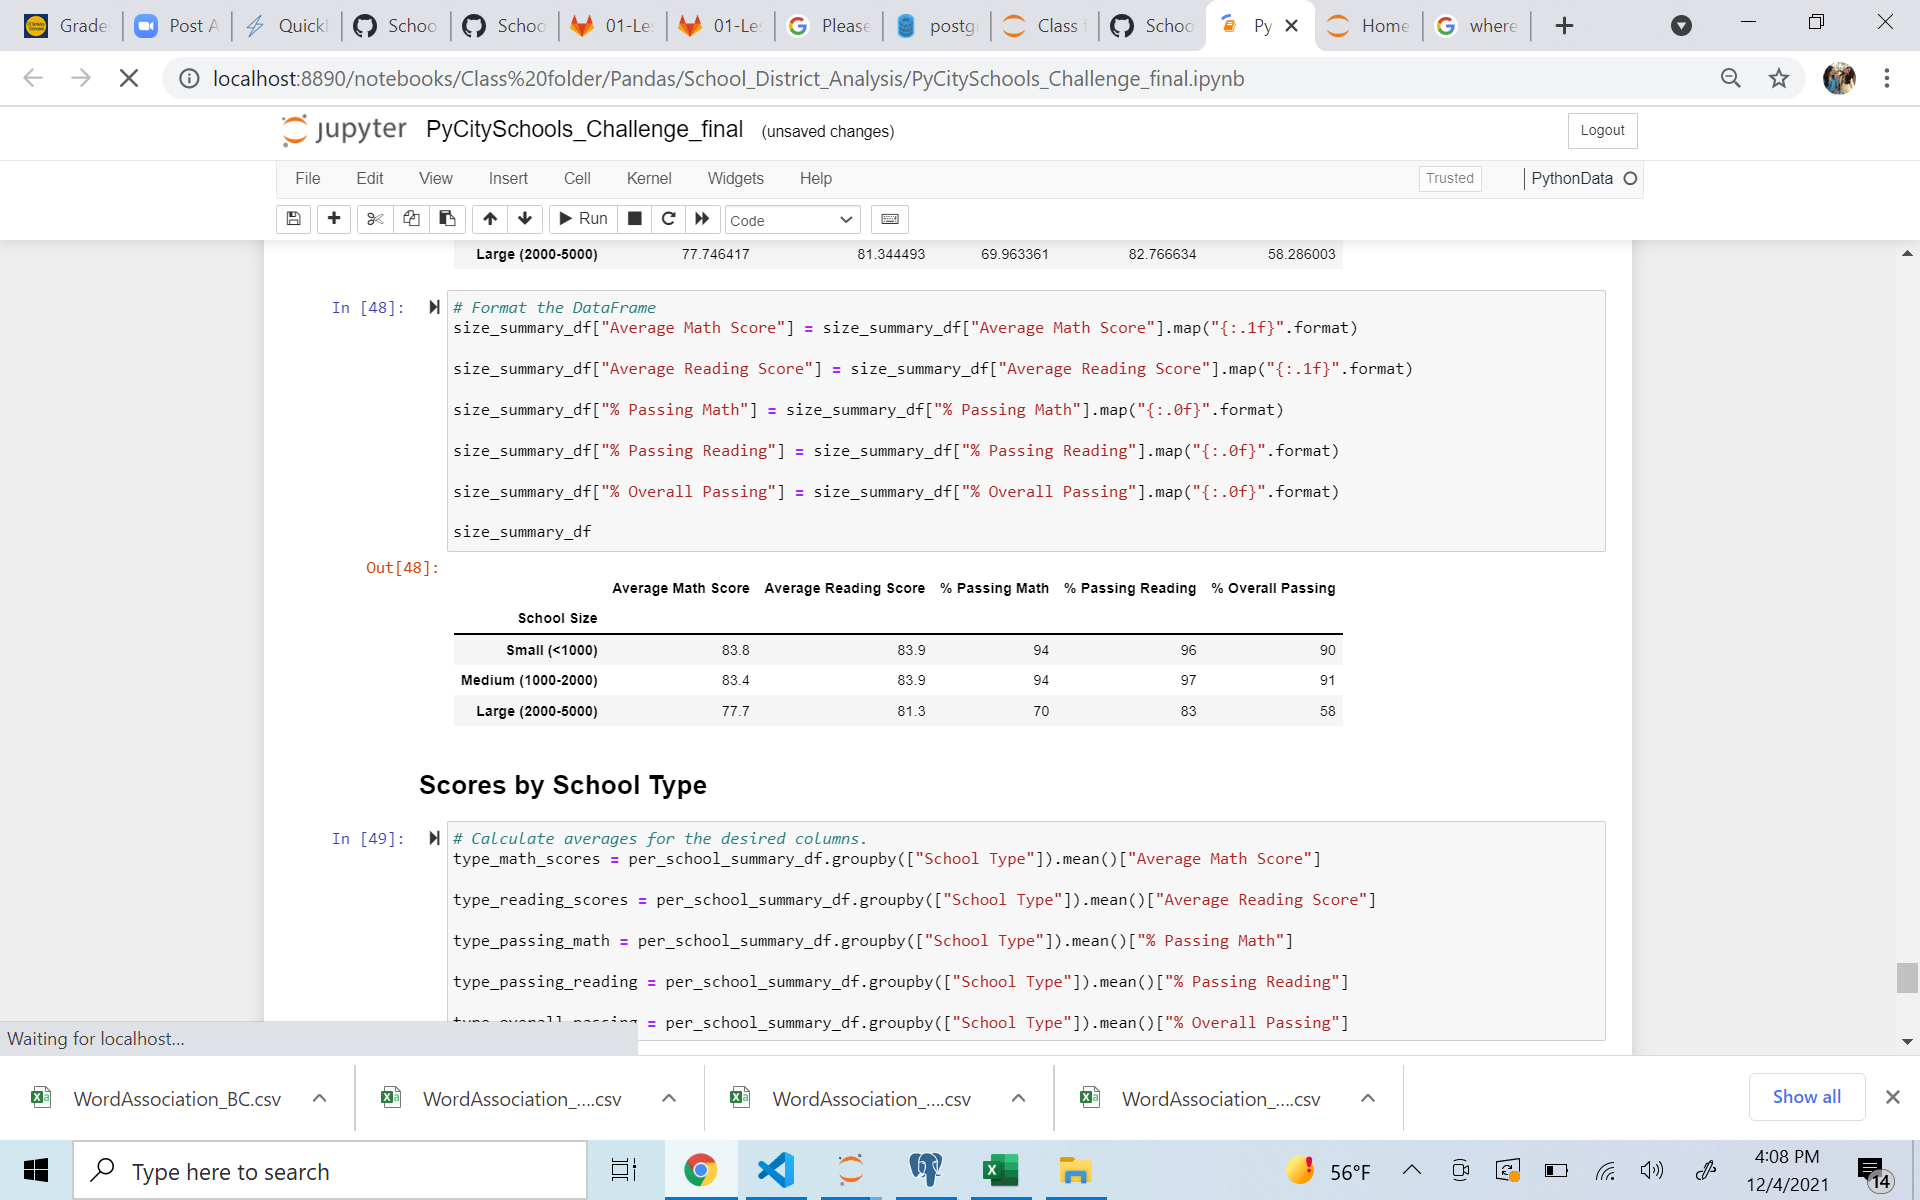 Grade Post A Quickl Schoo Schoo 01-Les 01-Les Please postg Class f Schoo Py Home where
localhost:8890/notebooks/Class%20folder/Pandas/School_District_Analysis/PyCitySchools_Challenge_final.ipynb
jupyter PyCitySchools_Challenge_final (unsaved changes) Logout
File Edit View Insert Cell Kernel Widgets Help Trusted PythonData
Run Code
Large (2000-5000) 77.746417 81.344493 69.963361 82.766634 58.286003
In [48]: # Format the DataFrame
size_summary_df["Average Math Score"] = size_summary_df["Average Math Score"].map("{:.1f}".format)
size_summary_df["Average Reading Score"] = size_summary_df["Average Reading Score"].map("{:.1f}".format)
size_summary_df["% Passing Math"] = size_summary_df["% Passing Math"].map("{:.0f}".format)
size_summary_df["% Passing Reading"] = size_summary_df["% Passing Reading"].map("{:.0f}".format)
size_summary_df["% Overall Passing"] = size_summary_df["% Overall Passing"].map("{:.0f}".format)
size_summary_df
Out[48]:
Average Math Score Average Reading Score % Passing Math % Passing Reading % Overall Passing
School Size
Small (<1000) 83.8 83.9 94 96 90
Medium (1000-2000) 83.4 83.9 94 97 91
Large (2000-5000) 77.7 81.3 70 83 58
Scores by School Type
In [49]: # Calculate averages for the desired columns.
type_math_scores = per_school_summary_df.groupby(["School Type"]).mean()["Average Math Score"]
type_reading_scores = per_school_summary_df.groupby(["School Type"]).mean()["Average Reading Score"]
type_passing_math = per_school_summary_df.groupby(["School Type"]).mean()["% Passing Math"]
type_passing_reading = per_school_summary_df.groupby(["School Type"]).mean()["% Passing Reading"]
type_overall_passing = per_school_summary_df.groupby(["School Type"]).mean()["% Overall Passing"]
Waiting for localhost...
WordAssociation_BC.csv WordAssociation_....csv WordAssociation_....csv WordAssociation_....csv Show all
Type here to search 56°F 4:08 PM
12/4/2021 14